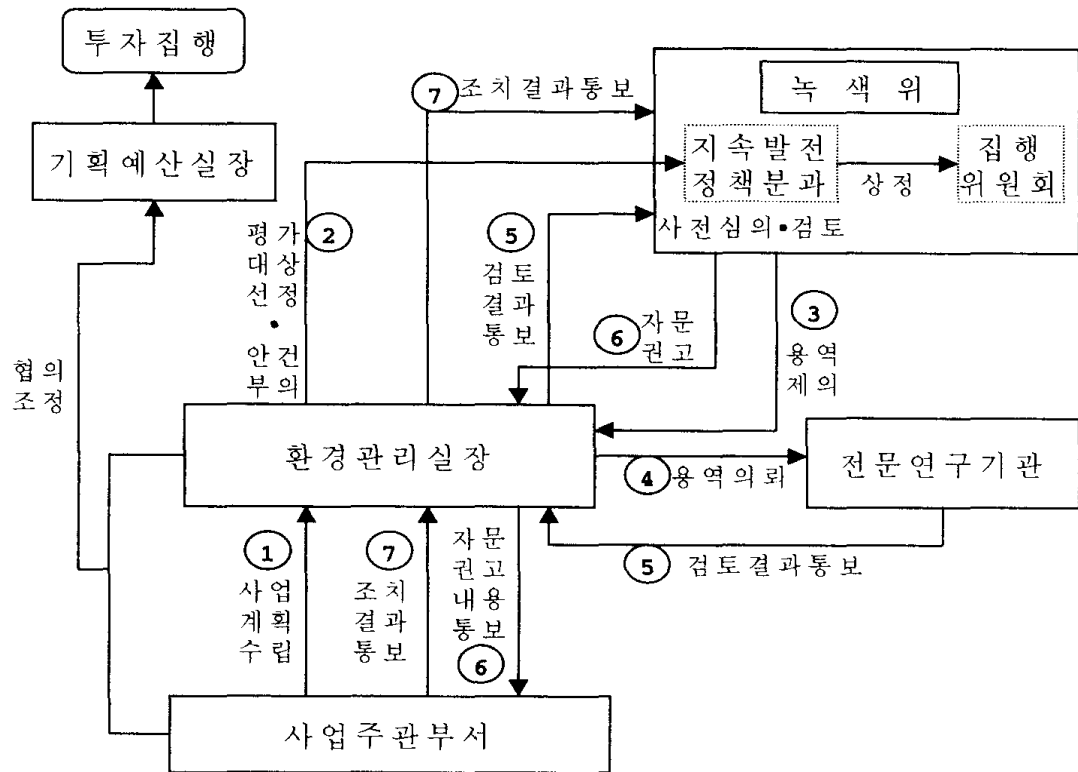 투자집행
기획예산실장
⑦ 조치결과통보
녹색위
지속발전
정책분과
상정
집행
위원회
사전심의·검토
② 평가
대상
선정
·
안건
부의
⑤
검토
결과
통보
⑥ 자문
권고
③
용역
제의
협의
조정
환경관리실장
④ 용역의뢰
전문연구기관
⑤ 검토결과통보
①
사업
계획
수립
⑦
조치
결과
통보
자문
권고
내용
통보
⑥
사업주관부서